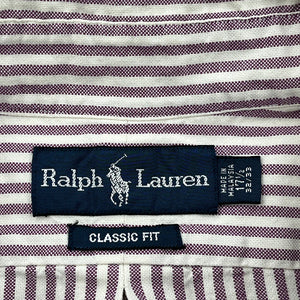 Ralph Lauren
MADE IN
MALAYSIA
17 1/2
32/33
CLASSIC FIT